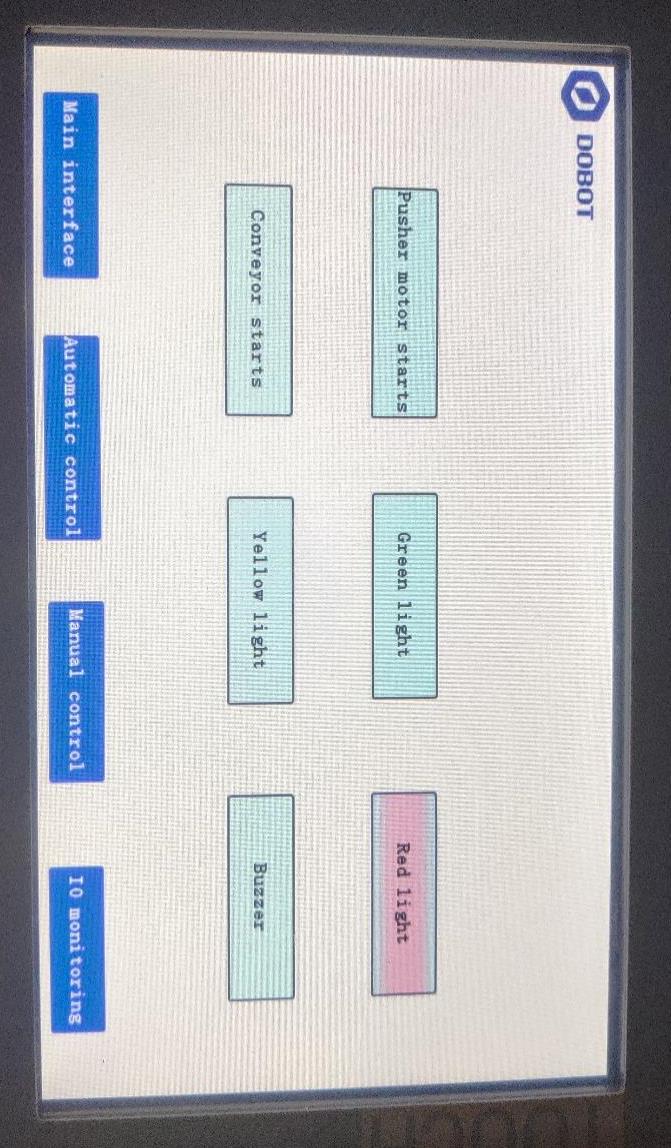 DOBOT
Pusher motor starts
Green light
Red light
Conveyor starts
Yellow light
Buzzer
Main interface
Automatic control
Manual control
IO monitoring